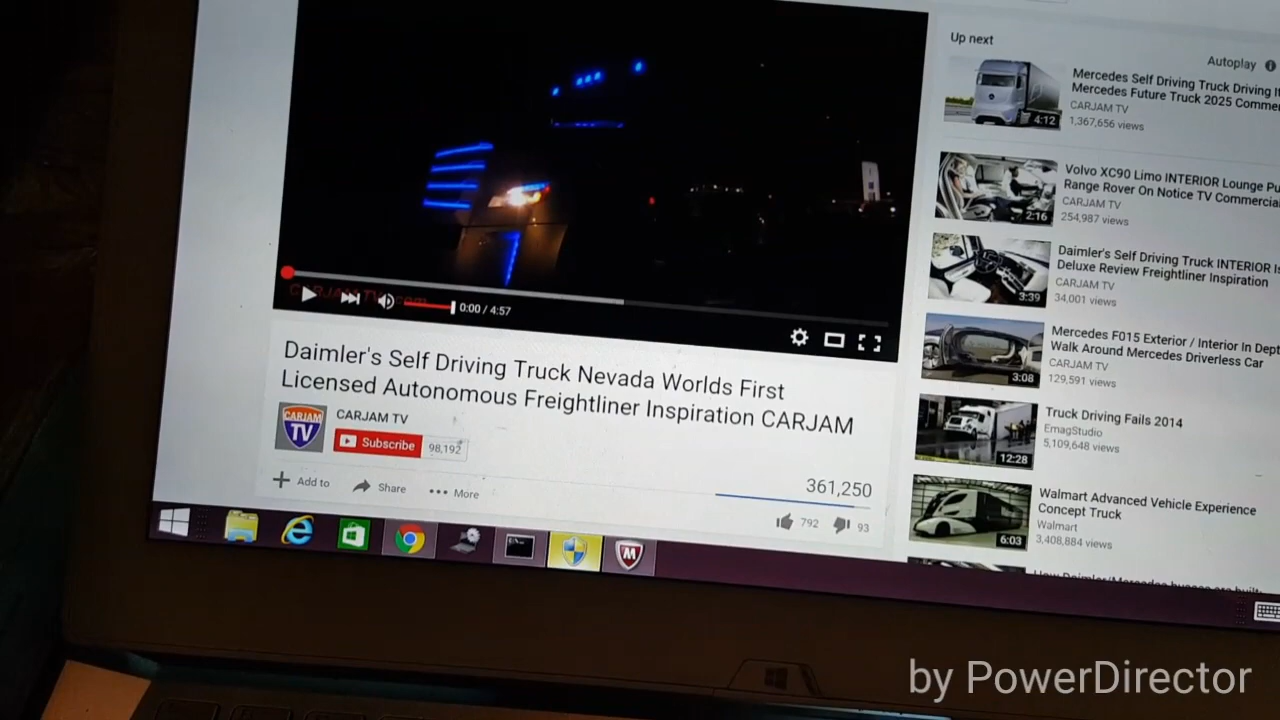 Up next
Autoplay
Mercedes Self Driving Truck Driving
Mercedes Future Truck 2025
CARJAM TV
1,367,656 views
4:12
Volvo XC90 Limo INTERIOR Lounge
Range Rover On Notice TV
CARJAM TV
254,987 views
2:16
Daimler's Self Driving Truck INTERIOR
Deluxe Review Freightliner Inspiration
CARJAM TV
34,001 views
3:39
Mercedes F015 Exterior / Interior In
Walk Around Mercedes Driverless Car
CARJAM TV
129,591 views
3:08
Truck Driving Fails 2014
EmagStudio
5,109,648 views
12:28
Walmart Advanced Vehicle Experience
Concept Truck
Walmart
3,408,884 views
6:03
0:00 / 4:57
Daimler's Self Driving Truck Nevada Worlds First
Licensed Autonomous Freightliner Inspiration CARJAM
CARJAM
TV
CARJAM TV
Subscribe 98,192
Add to Share More
361,250
792 93
by PowerDirector